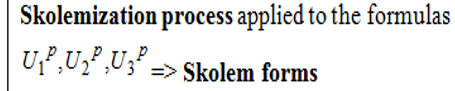 Skolemization process applied to the formulas
U₁ᵖ,U₂ᵖ,U₃ᵖ => Skolem forms